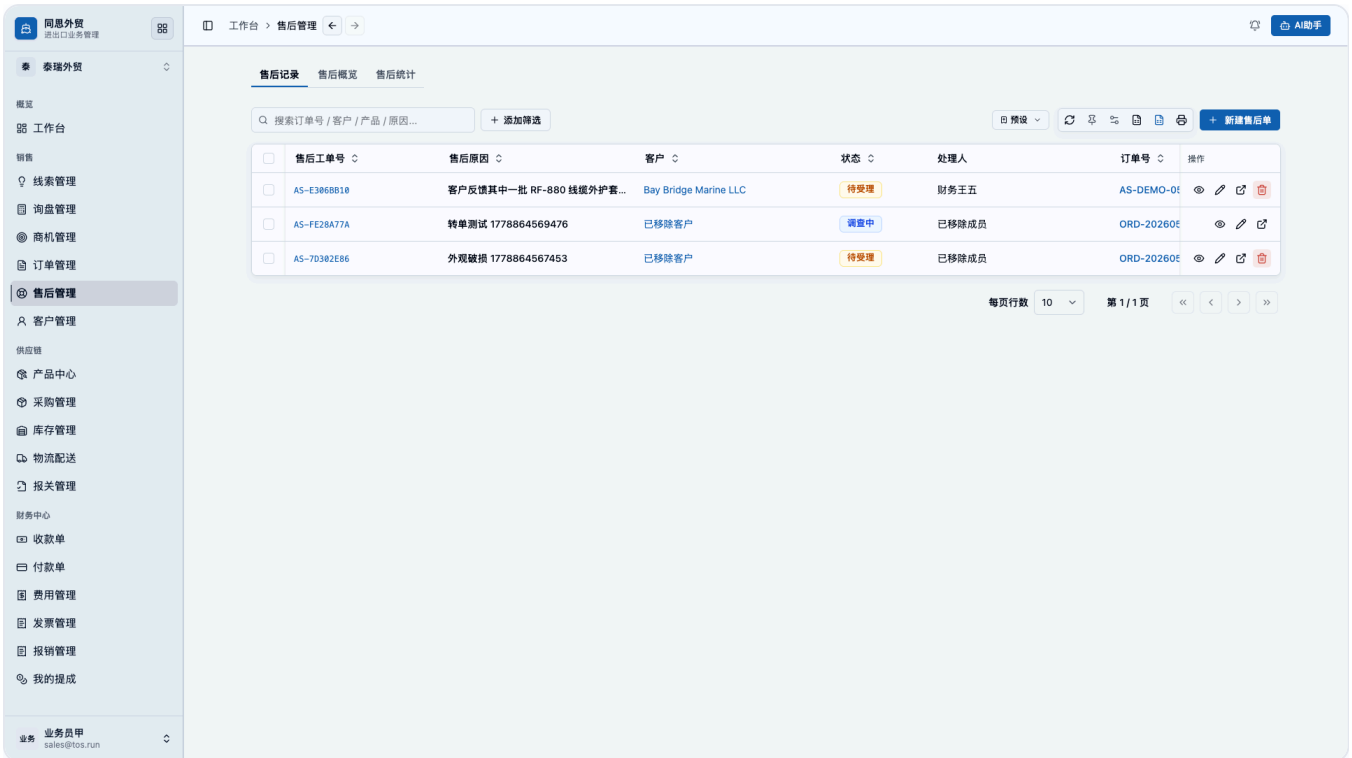 同思外贸
进出口业务管理
泰 泰瑞外贸
概览
工作台
销售
线索管理
询盘管理
商机管理
订单管理
售后管理
客户管理
供应链
产品中心
采购管理
库存管理
物流配送
报关管理
财务中心
收款单
付款单
费用管理
发票管理
报销管理
我的提成
业务 业务员甲
sales@tos.run
工作台 > 售后管理
AI助手
售后记录 售后概览 售后统计
搜索订单号 / 客户 / 产品 / 原因...
+ 添加筛选
预设
+ 新建售后单
售后工单号 售后原因 客户 状态 处理人 订单号 操作
AS-E306BB10 客户反馈其中一批 RF-880 线缆外护套... Bay Bridge Marine LLC 待受理 财务王五 AS-DEMO-05
AS-FE28A77A 转单测试 1778864569476 已移除客户 调查中 已移除成员 ORD-202605
AS-7D302E86 外观破损 1778864567453 已移除客户 待受理 已移除成员 ORD-202605
每页行数 10 第 1 / 1 页